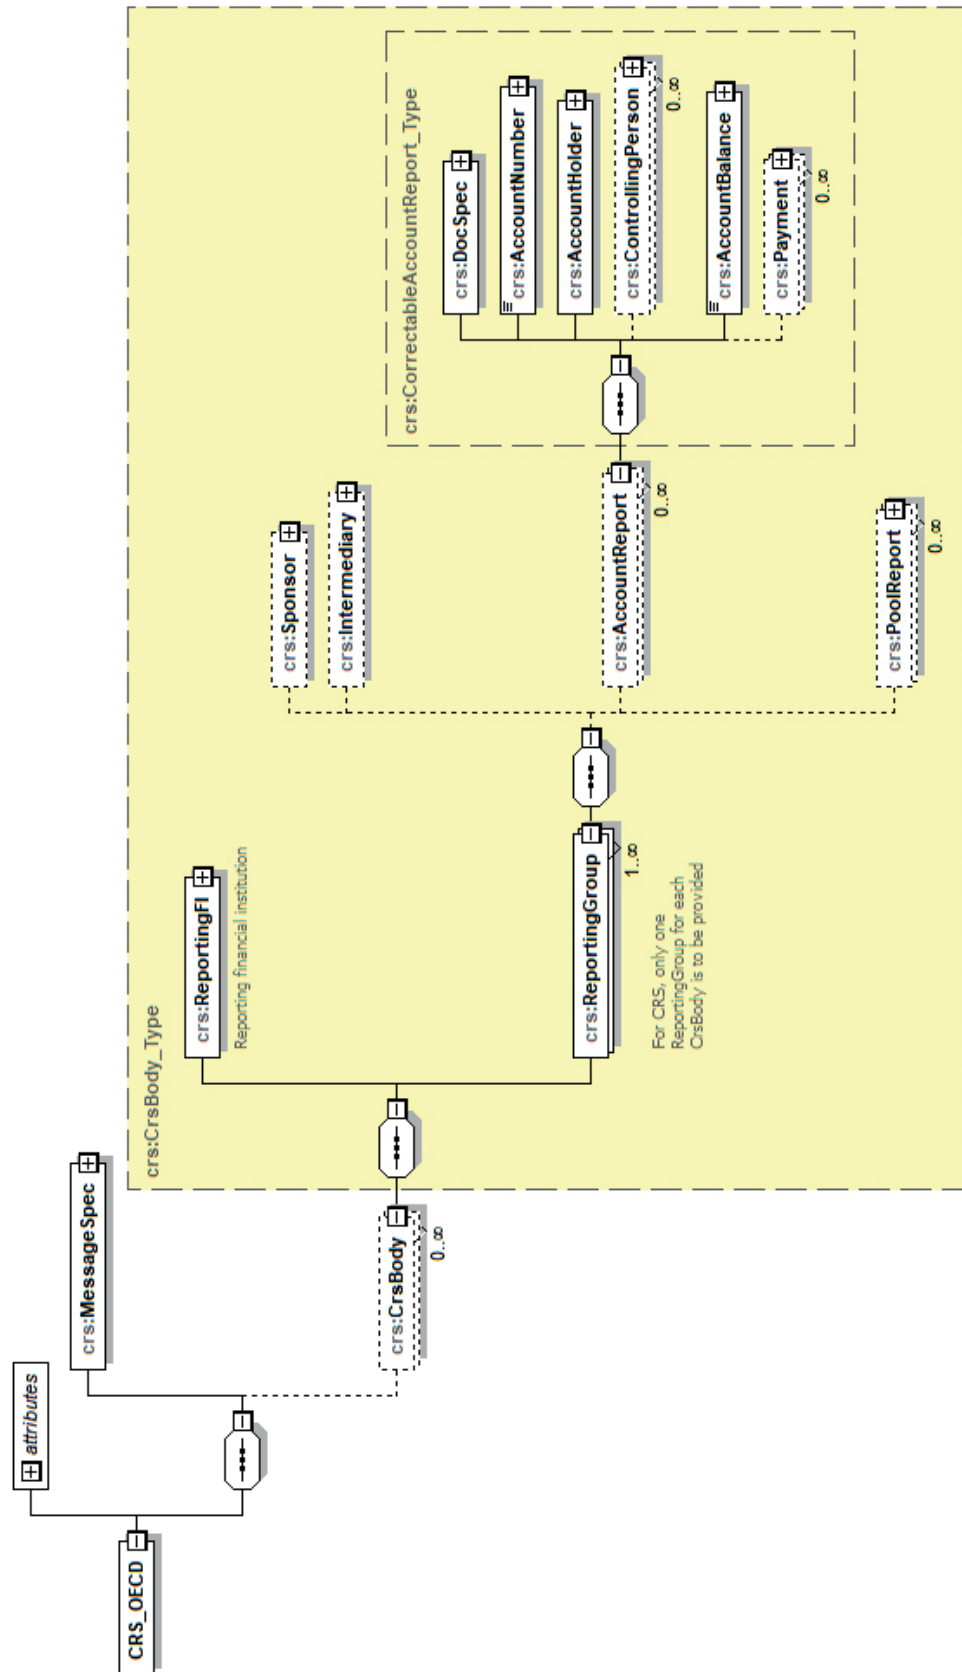 CRS_OECD
attributes
crs:MessageSpec
crs:CrsBody
0..∞
crs:CrsBody_Type
crs:ReportingFI
Reporting financial institution
crs:ReportingGroup
1..∞
For CRS, only one
ReportingGroup for each
CrsBody is to be provided
crs:Sponsor
crs:Intermediary
crs:AccountReport
0..∞
crs:CorrectableAccountReport_Type
crs:DocSpec
crs:AccountNumber
crs:AccountHolder
crs:ControllingPerson
0..∞
crs:AccountBalance
crs:Payment
0..∞
crs:PoolReport
0..∞